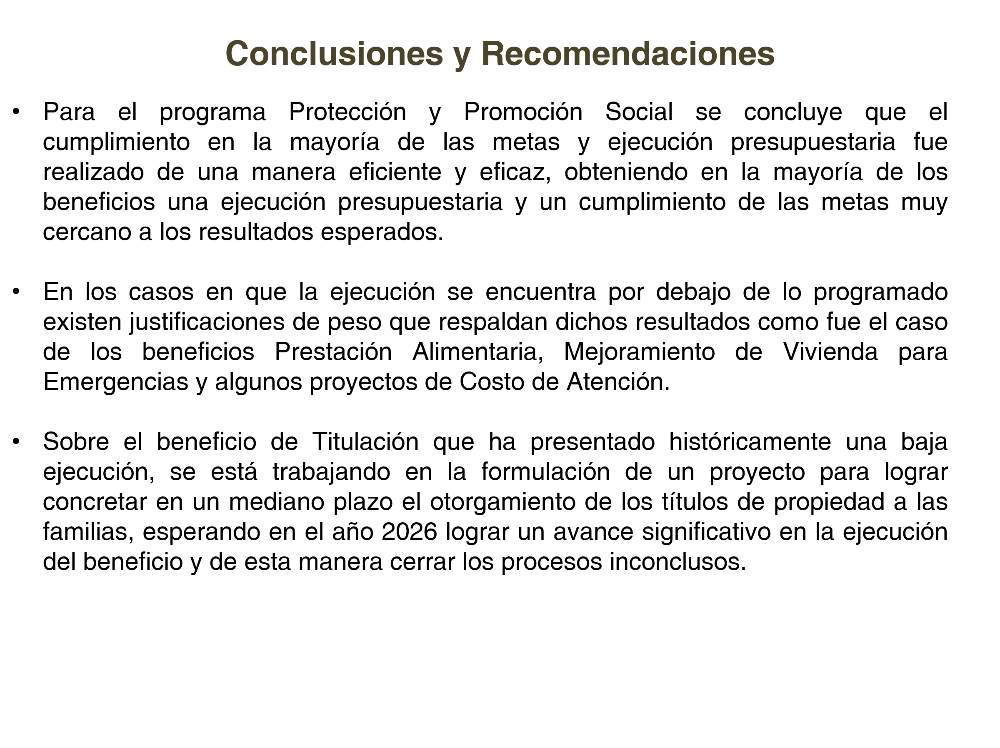 Conclusiones y Recomendaciones
• Para el programa Protección y Promoción Social se concluye que el
cumplimiento en la mayoría de las metas y ejecución presupuestaria fue
realizado de una manera eficiente y eficaz, obteniendo en la mayoría de los
beneficios una ejecución presupuestaria y un cumplimiento de las metas muy
cercano a los resultados esperados.
• En los casos en que la ejecución se encuentra por debajo de lo programado
existen justificaciones de peso que respaldan dichos resultados como fue el caso
de los beneficios Prestación Alimentaria, Mejoramiento de Vivienda para
Emergencias y algunos proyectos de Costo de Atención.
• Sobre el beneficio de Titulación que ha presentado históricamente una baja
ejecución, se está trabajando en la formulación de un proyecto para lograr
concretar en un mediano plazo el otorgamiento de los títulos de propiedad a las
familias, esperando en el año 2026 lograr un avance significativo en la ejecución
del beneficio y de esta manera cerrar los procesos inconclusos.